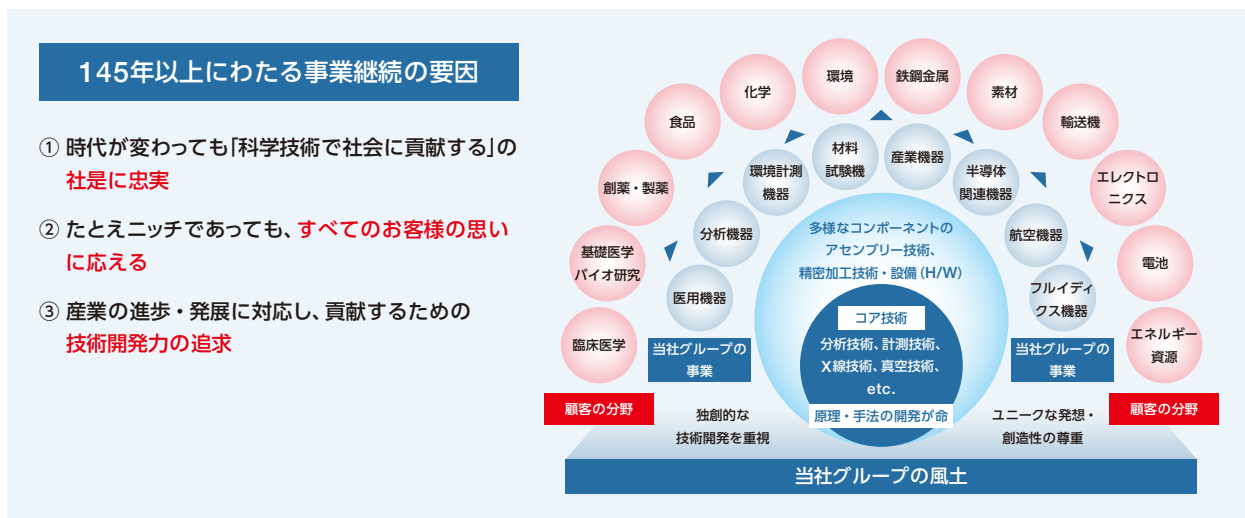 145年以上にわたる事業継続の要因
① 時代が変わっても「科学技術で社会に貢献する」の
社是に忠実
② たとえニッチであっても、すべてのお客様の思い
に応える
③ 産業の進歩・発展に対応し、貢献するための
技術開発力の追求
臨床医学
基礎医学
バイオ研究
創薬・製薬
食品
化学
環境
鉄鋼金属
素材
輸送機
エレクトロ
ニクス
電池
エネルギー
資源
医用機器
分析機器
環境計測
機器
材料
試験機
産業機器
半導体
関連機器
航空機器
フルイディ
クス機器
多様なコンポーネントの
アセンブリー技術、
精密加工技術・設備(H/W)
コア技術
分析技術、計測技術、
X線技術、真空技術、
etc.
原理・手法の開発が命
当社グループの
事業
当社グループの
事業
顧客の分野
顧客の分野
独創的な
技術開発を重視
ユニークな発想・
創造性の尊重
当社グループの風土